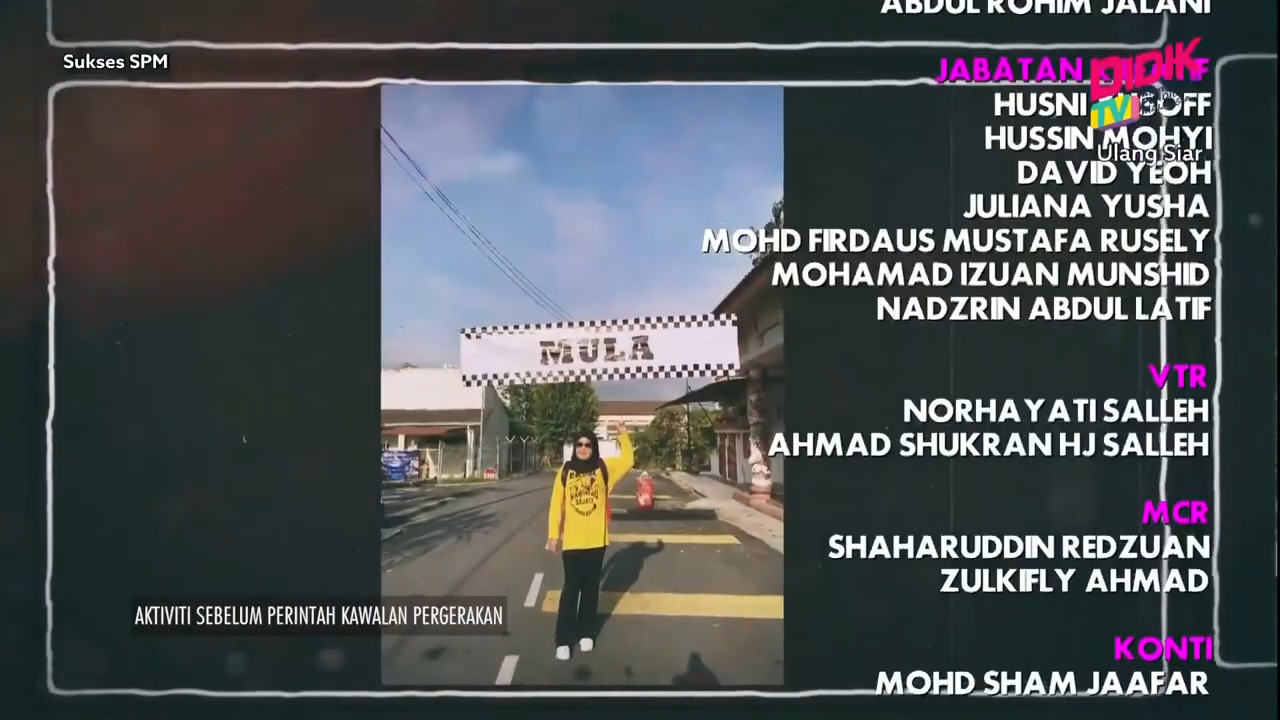 ABDUL ROHIM JALANI
Sukses SPM
JABATAN
DIDIK
TV
HUSNI
HUSSIN MOHYI
Ulang Siar
DAVID YEOH
JULIANA YUSHA
MOHD FIRDAUS MUSTAFA RUSELY
MOHAMAD IZUAN MUNSHID
NADZRIN ABDUL LATIF
MULA
VTR
NORHAYATI SALLEH
AHMAD SHUKRAN HJ SALLEH
MCR
SHAHARUDDIN REDZUAN
ZULKIFLY AHMAD
AKTIVITI SEBELUM PERINTAH KAWALAN PERGERAKAN
KONTI
MOHD SHAM JAAFAR